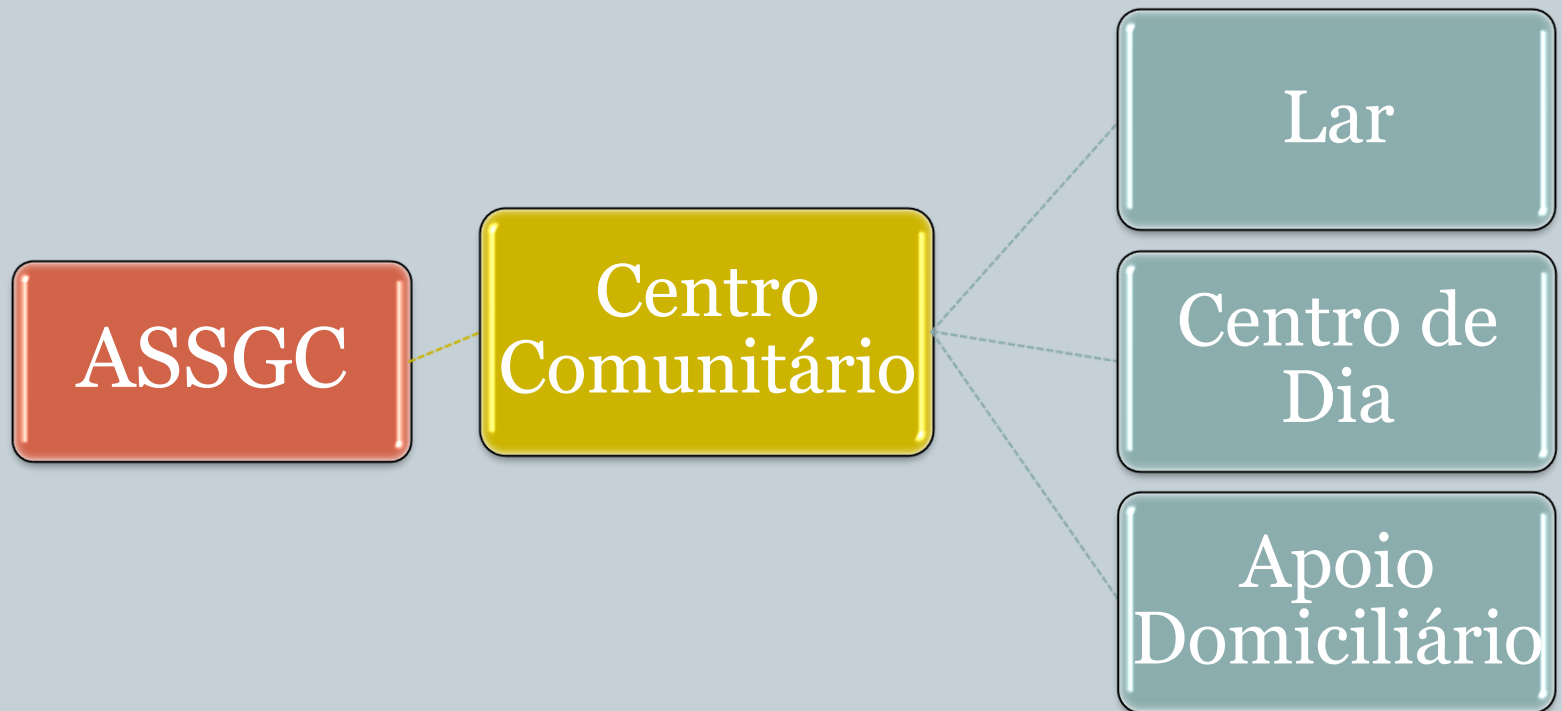 ASSGC
Centro
Comunitário
Lar
Centro de
Dia
Apoio
Domiciliário